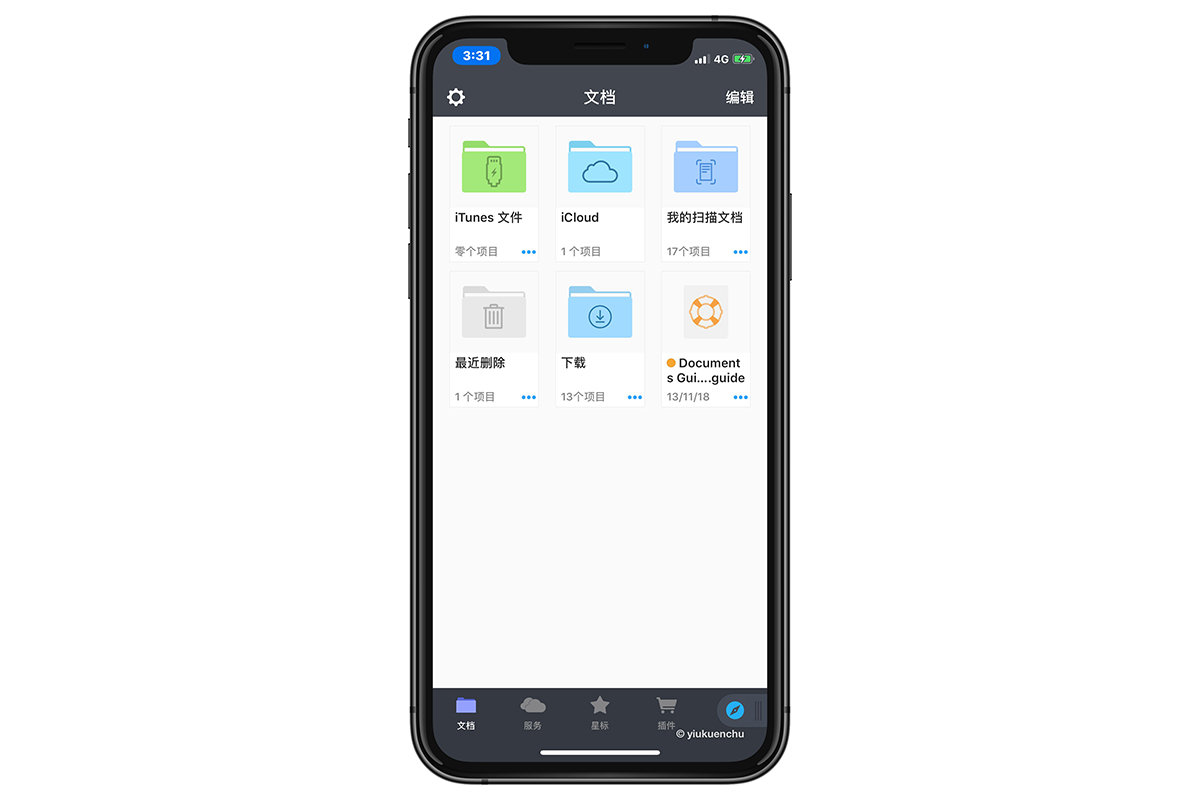 3:31
4G
文档
编辑
iTunes 文件
iCloud
我的扫描文档
零个项目
1 个项目
17个项目
最近删除
下载
Document
s Gui....guide
1 个项目
13个项目
13/11/18
文档
服务
星标
插件
© yiukuenchu